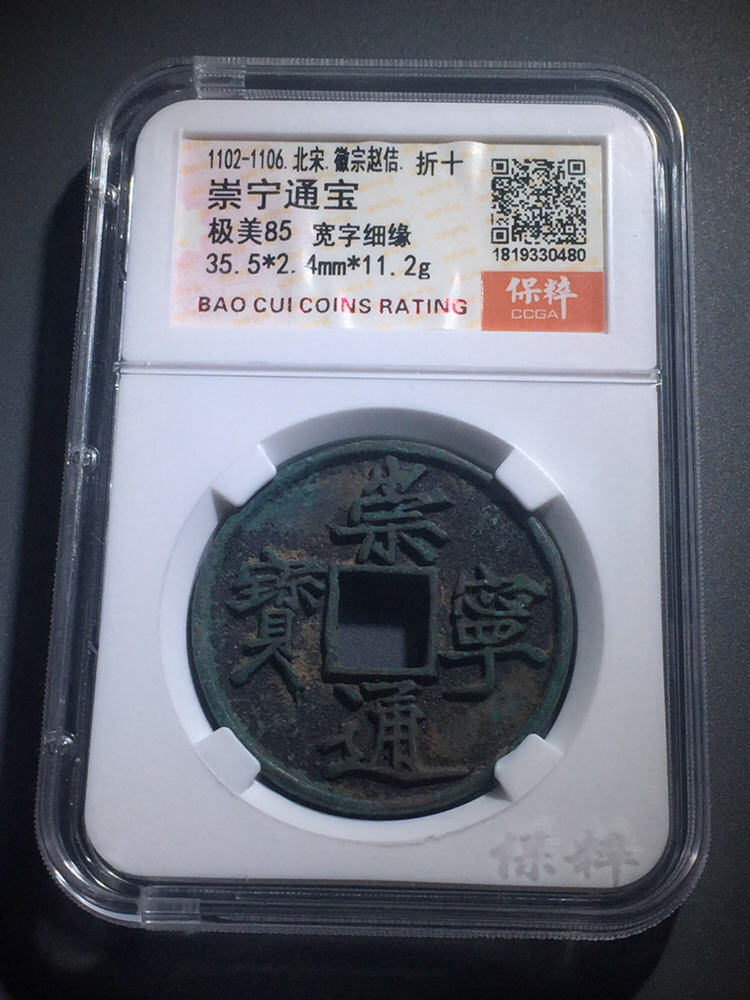 1102-1106.北宋.徽宗赵佶.折十
崇宁通宝
极美85 宽字细缘
35.5*2.4mm*11.2g
BAO CUI COINS RATING
1819330480
保粹
CCGA
崇
寧
通
寳
保粹